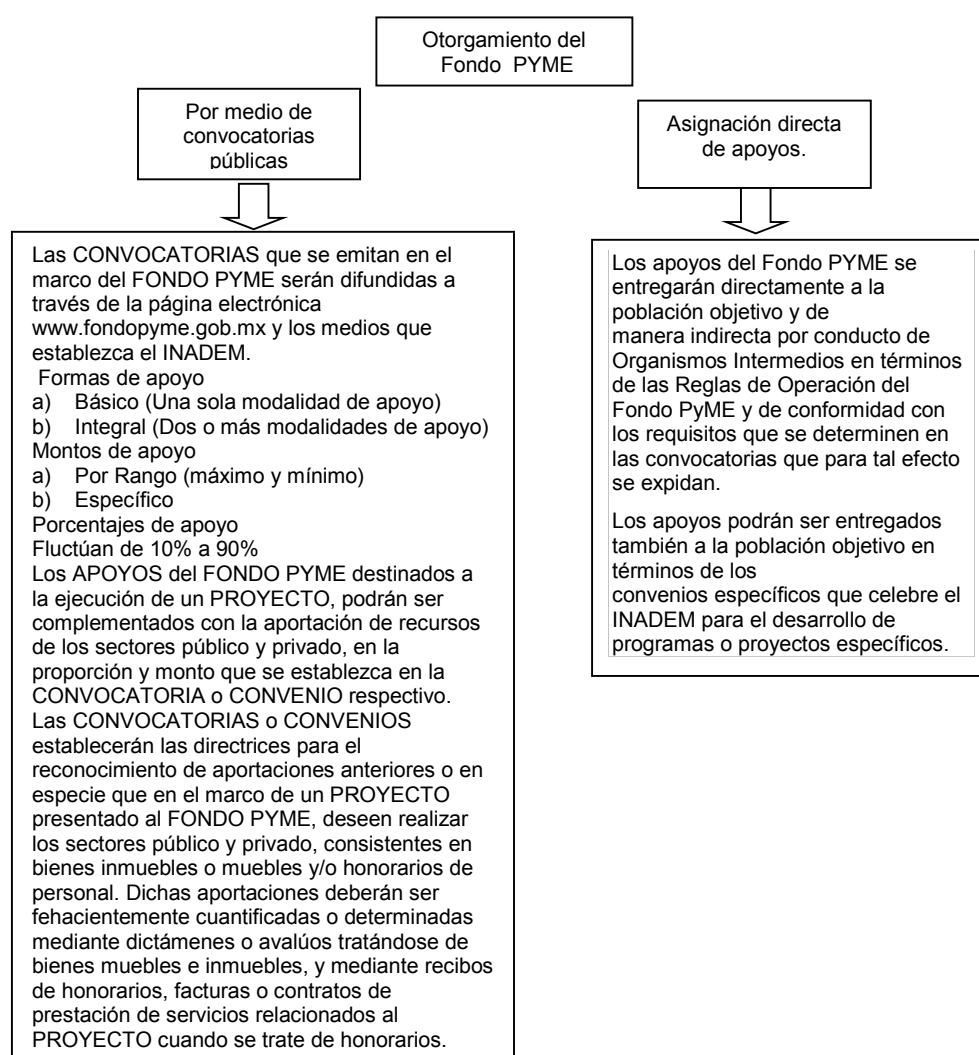 Otorgamiento del
Fondo PYME
Por medio de
convocatorias
públicas
Asignación directa
de apoyos.
Las CONVOCATORIAS que se emitan en el
marco del FONDO PYME serán difundidas a
través de la página electrónica
www.fondopyme.gob.mx y los medios que
establezca el INADEM.
Formas de apoyo
a) Básico (Una sola modalidad de apoyo)
b) Integral (Dos o más modalidades de apoyo)
Montos de apoyo
a) Por Rango (máximo y mínimo)
b) Específico
Porcentajes de apoyo
Fluctúan de 10% a 90%
Los APOYOS del FONDO PYME destinados a
la ejecución de un PROYECTO, podrán ser
complementados con la aportación de recursos
de los sectores público y privado, en la
proporción y monto que se establezca en la
CONVOCATORIA o CONVENIO respectivo.
Las CONVOCATORIAS o CONVENIOS
establecerán las directrices para el
reconocimiento de aportaciones anteriores o en
especie que en el marco de un PROYECTO
presentado al FONDO PYME, deseen realizar
los sectores público y privado, consistentes en
bienes inmuebles o muebles y/o honorarios de
personal. Dichas aportaciones deberán ser
fehacientemente cuantificadas o determinadas
mediante dictámenes o avalúos tratándose de
bienes muebles e inmuebles, y mediante recibos
de honorarios, facturas o contratos de
prestación de servicios relacionados al
PROYECTO cuando se trate de honorarios.
Los apoyos del Fondo PYME se
entregarán directamente a la
población objetivo y de
manera indirecta por conducto de
Organismos Intermedios en términos
de las Reglas de Operación del
Fondo PyME y de conformidad con
los requisitos que se determinen en
las convocatorias que para tal efecto
se expidan.
Los apoyos podrán ser entregados
también a la población objetivo en
términos de los
convenios específicos que celebre el
INADEM para el desarrollo de
programas o proyectos específicos.